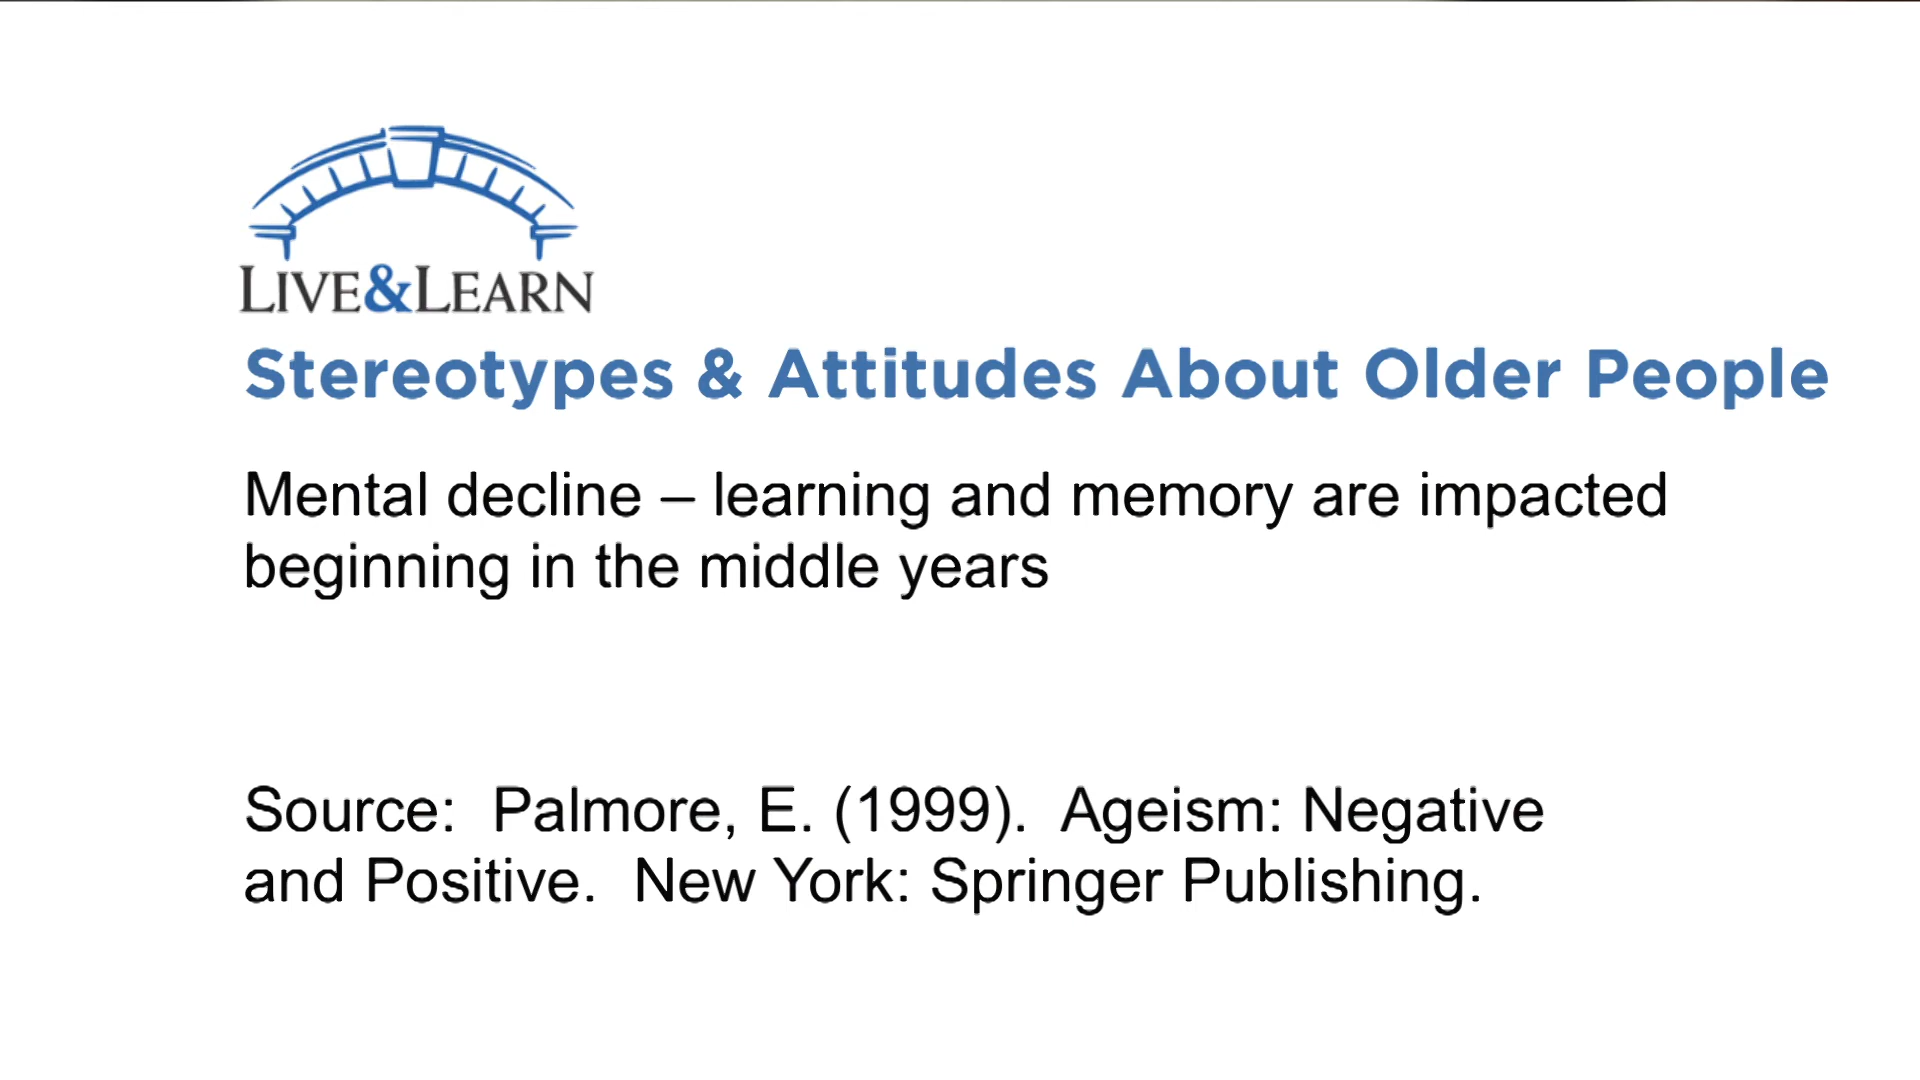 LIVE&LEARN
Stereotypes & Attitudes About Older People
Mental decline – learning and memory are impacted
beginning in the middle years
Source:  Palmore, E. (1999).  Ageism: Negative
and Positive.  New York: Springer Publishing.